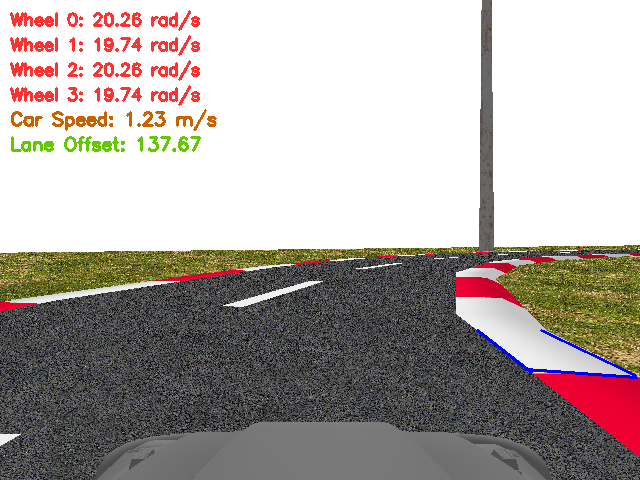 Wheel 0: 20.26 rad/s
Wheel 1: 19.74 rad/s
Wheel 2: 20.26 rad/s
Wheel 3: 19.74 rad/s
Car Speed: 1.23 m/s
Lane Offset: 137.67